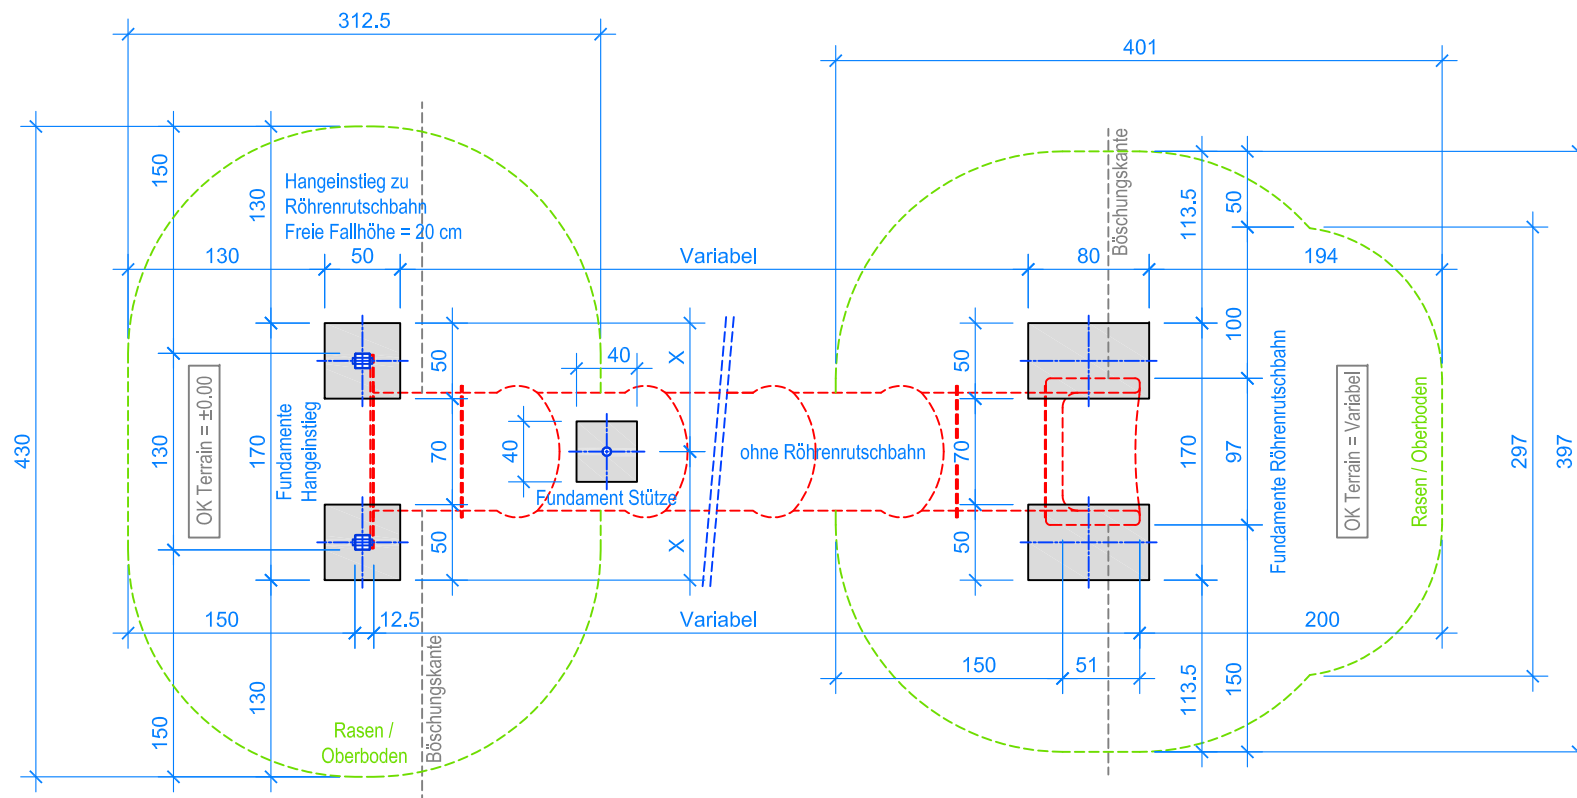 312.5
401
150
130
Hangeinstieg zu
Röhrenrutschbahn
Freie Fallhöhe = 20 cm
Böschungskante
113.5
50
130
50
Variabel
80
194
430
OK Terrain = ±0.00
130
170
Fundamente
Hangeinstieg
50
70
50
40
40
Fundament Stütze
X
X
ohne Röhrenrutschbahn
50
70
50
170
100
97
Fundamente Röhrenrutschbahn
OK Terrain = Variabel
Rasen / Oberboden
297
397
150
12.5
Variabel
200
150
51
113.5
150
150
130
Rasen /
Oberboden
Böschungskante